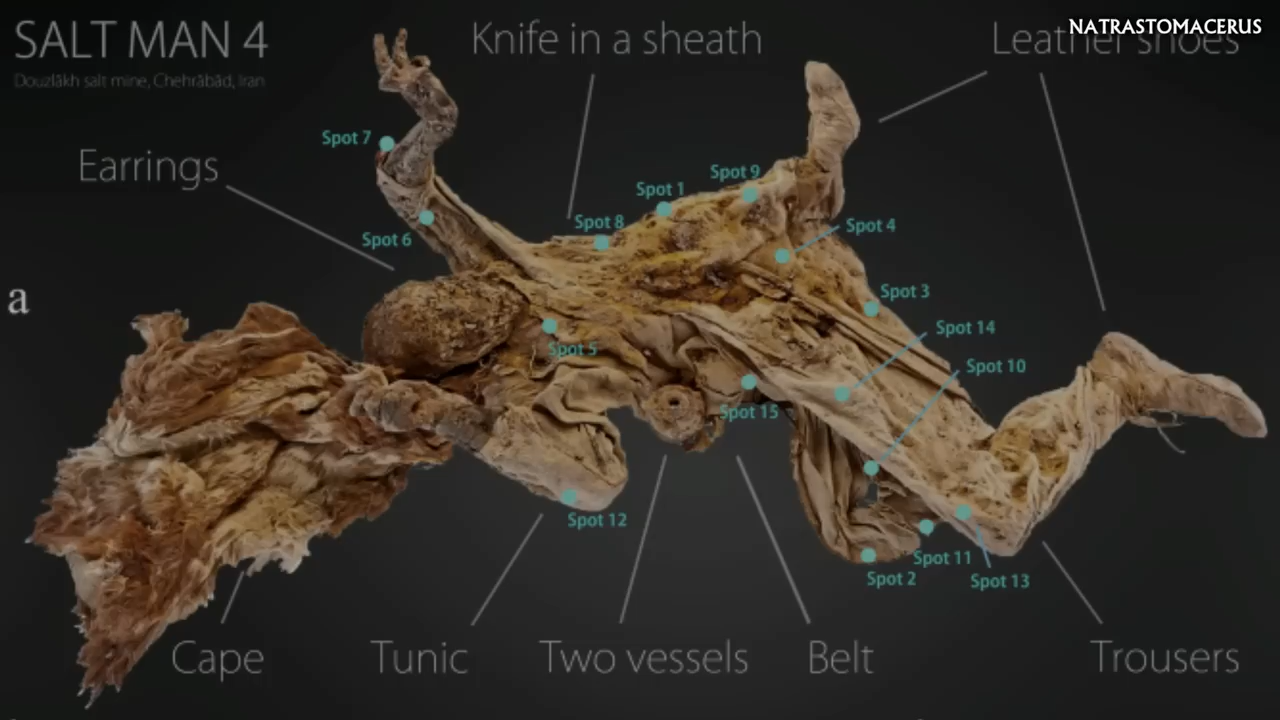 SALT MAN 4
Douzlākh salt mine, Chehrābād, Iran
Knife in a sheath
NATRASTOMACERUS
Leather shoes
Earrings
Spot 7
Spot 9
Spot 1
Spot 8
Spot 6
Spot 4
a
Spot 3
Spot 14
Spot 5
Spot 10
Spot 15
Spot 12
Spot 11
Spot 2
Spot 13
Cape
Tunic
Two vessels
Belt
Trousers